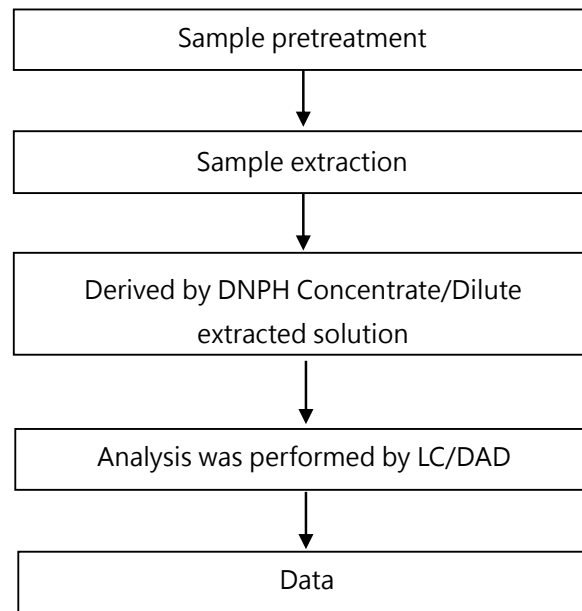 Sample pretreatment
Sample extraction
Derived by DNPH Concentrate/Dilute
extracted solution
Analysis was performed by LC/DAD
Data